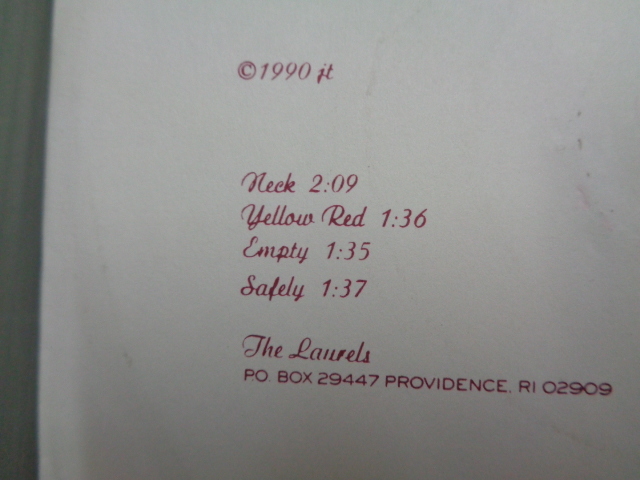 ©1990 jt
Neck 2:09
Yellow Red 1:36
Empty 1:35
Safely 1:37
The Laurels
PO. BOX 29447 PROVIDENCE, RI 02909